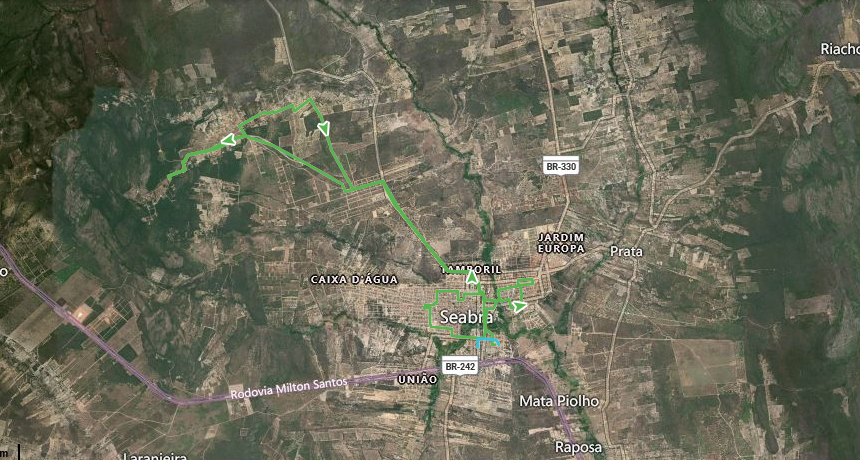 Riacho
BR-330
JARDIM
EUROPA
Prata
TAMBORIL
CAIXA D'ÁGUA
Seabra
BR-242
UNIÃO
Rodovia Milton Santos
Mata Piolho
Raposa
Laranjeira
m
o